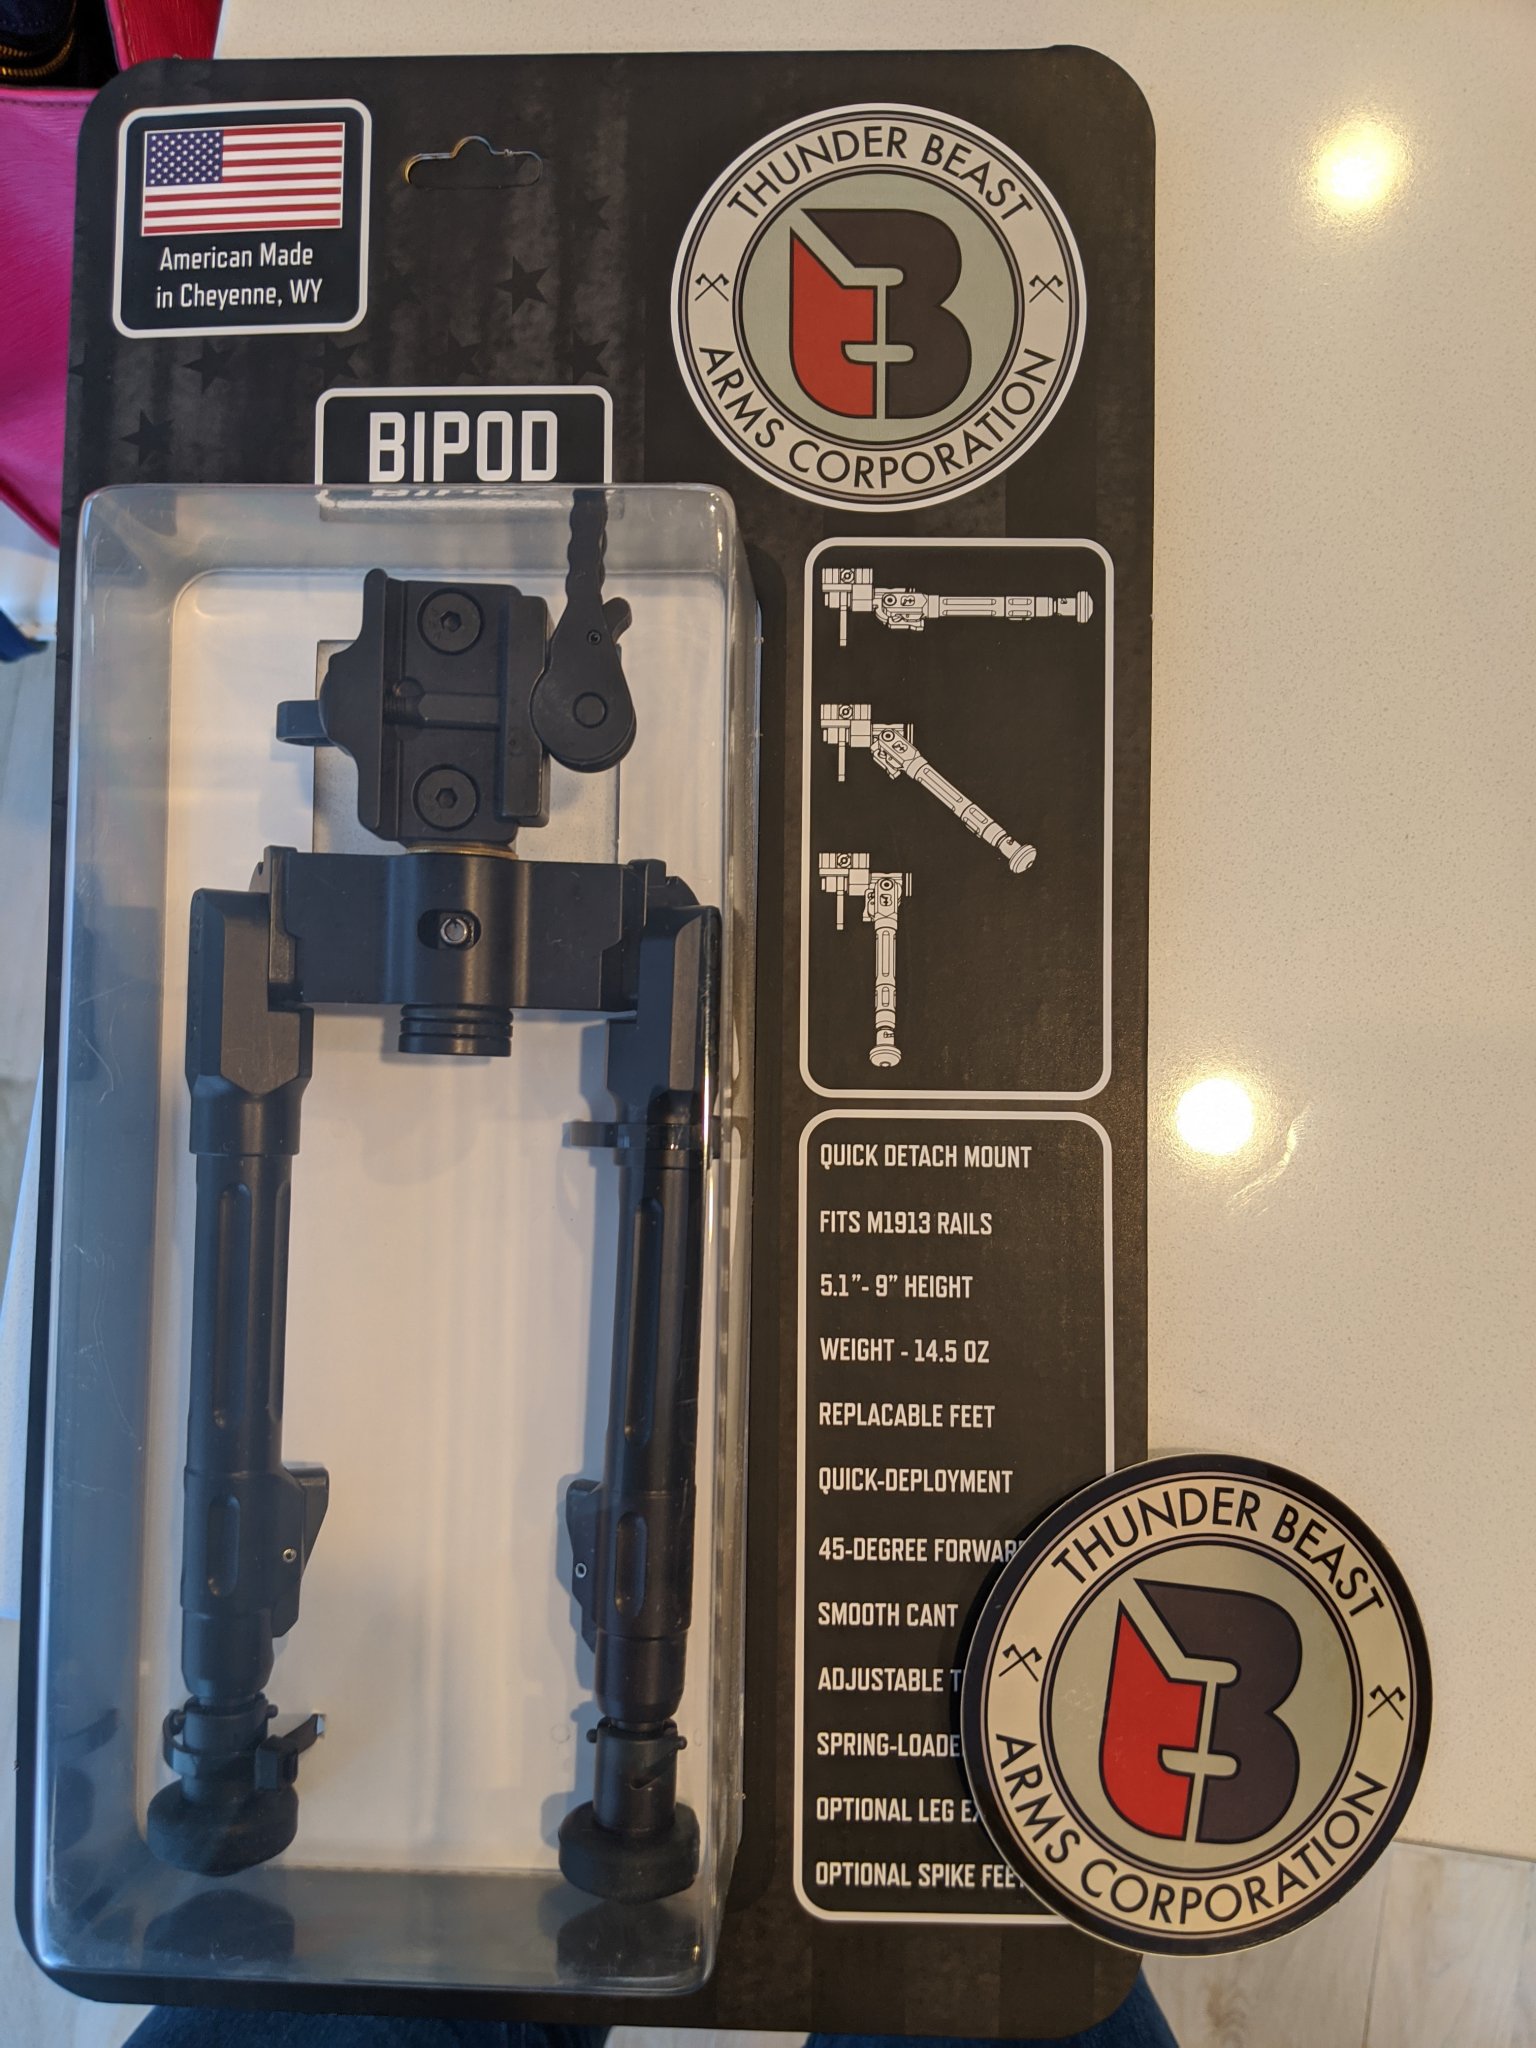 American Made
in Cheyenne, WY
THUNDER BEAST
ARMS CORPORATION
BIPOD
QUICK DETACH MOUNT
FITS M1913 RAILS
5.1”- 9” HEIGHT
WEIGHT - 14.5 OZ
REPLACABLE FEET
QUICK-DEPLOYMENT
45-DEGREE
SMOOTH CANT
ADJUSTABLE
OPTIONAL LEG
OPTIONAL SPIKE
THUNDER BEAST
ARMS CORPORATION